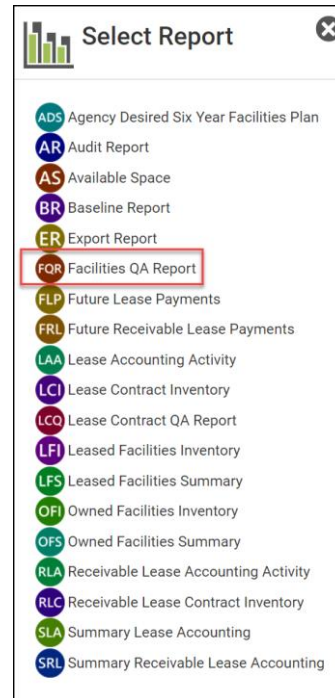 Select Report
ADS Agency Desired Six Year Facilities Plan
AR Audit Report
AS Available Space
BR Baseline Report
ER Export Report
FQR Facilities QA Report
FLP Future Lease Payments
FRL Future Receivable Lease Payments
LAA Lease Accounting Activity
LCI Lease Contract Inventory
LCQ Lease Contract QA Report
LFI Leased Facilities Inventory
LFS Leased Facilities Summary
OFI Owned Facilities Inventory
OFS Owned Facilities Summary
RLA Receivable Lease Accounting Activity
RLC Receivable Lease Contract Inventory
SLA Summary Lease Accounting
SRL Summary Receivable Lease Accounting